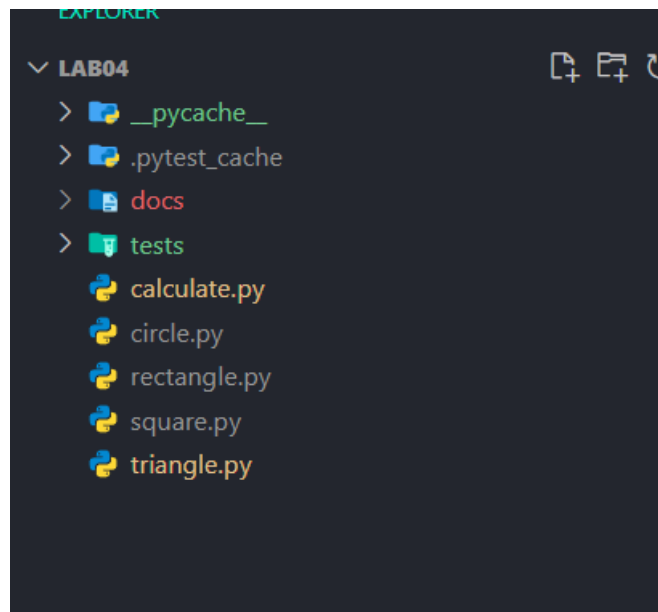 EXPLORER
LAB04
__pycache__
.pytest_cache
docs
tests
calculate.py
circle.py
rectangle.py
square.py
triangle.py